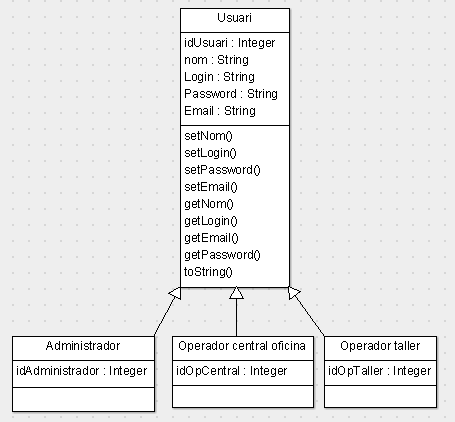 Usuari
idUsuari : Integer
nom : String
Login : String
Password : String
Email : String
setNom()
setLogin()
setPassword()
setEmail()
getNom()
getLogin()
getEmail()
getPassword()
toString()
Administrador
idAdministrador : Integer
Operador central oficina
idOpCentral : Integer
Operador taller
idOpTaller : Integer